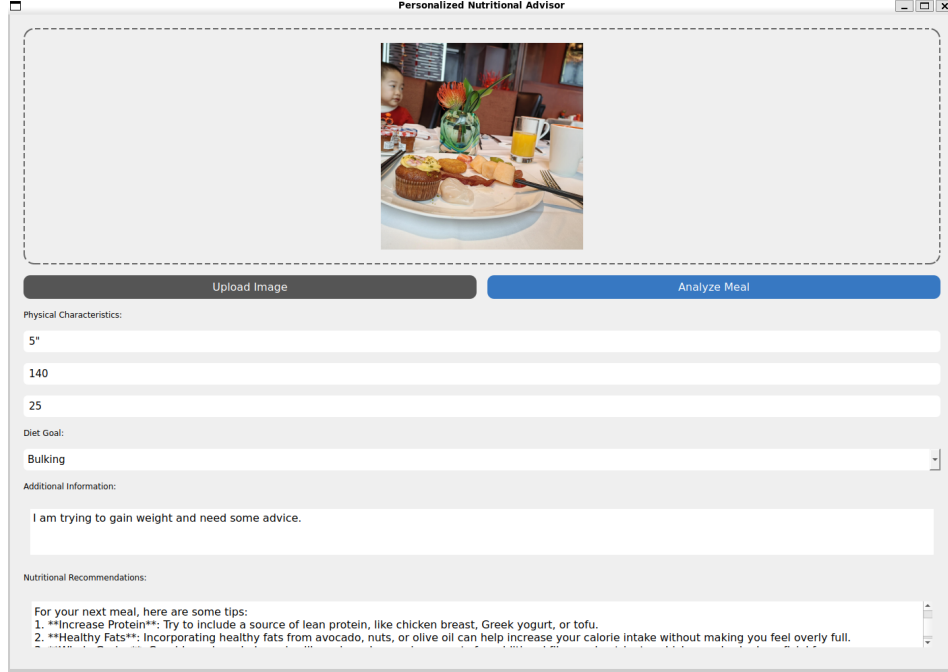 Personalized Nutritional Advisor
Upload Image
Analyze Meal
Physical Characteristics:
5"
140
25
Diet Goal:
Bulking
Additional Information:
I am trying to gain weight and need some advice.
Nutritional Recommendations:
For your next meal, here are some tips:
1. **Increase Protein**: Try to include a source of lean protein, like chicken breast, Greek yogurt, or tofu.
2. **Healthy Fats**: Incorporating healthy fats from avocado, nuts, or olive oil can help increase your calorie intake without making you feel overly full.